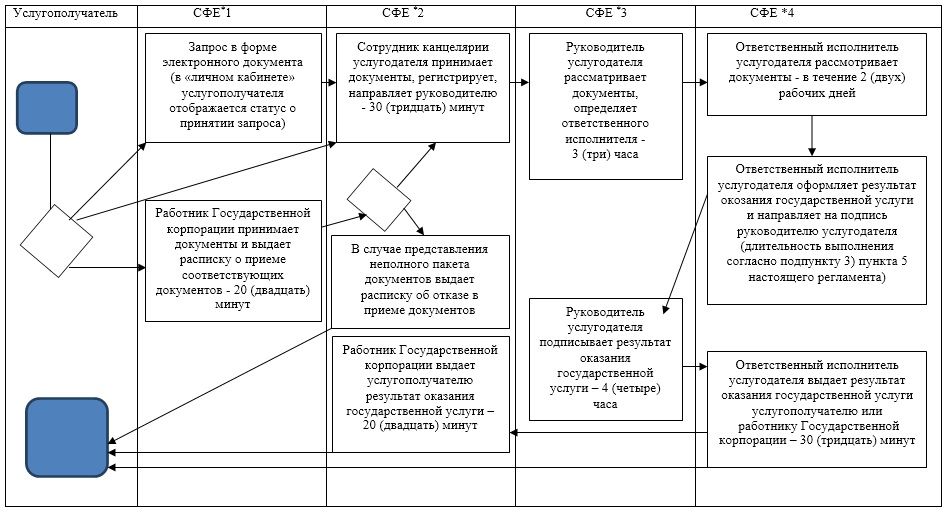 Услугополучатель
СФЕ*1
СФЕ *2
СФЕ *3
СФЕ *4
Запрос в форме
электронного документа
(в «личном кабинете»
услугополучателя
отображается статус о
принятии запроса)
Сотрудник канцелярии
услугодателя принимает
документы, регистрирует,
направляет руководителю
- 30 (тридцать) минут
Руководитель
услугодателя
рассматривает
документы,
определяет
ответственного
исполнителя -
3 (три) часа
Ответственный исполнитель
услугодателя рассмотривает
документы - в течение 2 (двух)
рабочих дней
Работник Государственной
корпорации принимает
документы и выдает
расписку о приеме
соответствующих
документов - 20 (двадцать)
минут
В случае представления
неполного пакета
документов выдает
расписку об отказе в
приеме документов
Ответственный исполнитель
услугодателя оформляет результат
окозания государственной услуги
и направляет на подпись
руководителю услугодателя
(длительность выполнения
согласно подпункту 3) пункта 5
настоящего регламента)
Руководитель
услугодателя
подписывает результат
оказания
государственной
услуги – 4 (четыре)
часа
Работник Государственной
корпорации выдает
услугополучателю
результат оказания
государственной услуги –
20 (двадцать) минут
Ответственный исполнитель
услугодателя выдает результат
оказания государственной услуги
услугополучателю или
работнику Государственной
корпорации – 30 (тридцать) минут